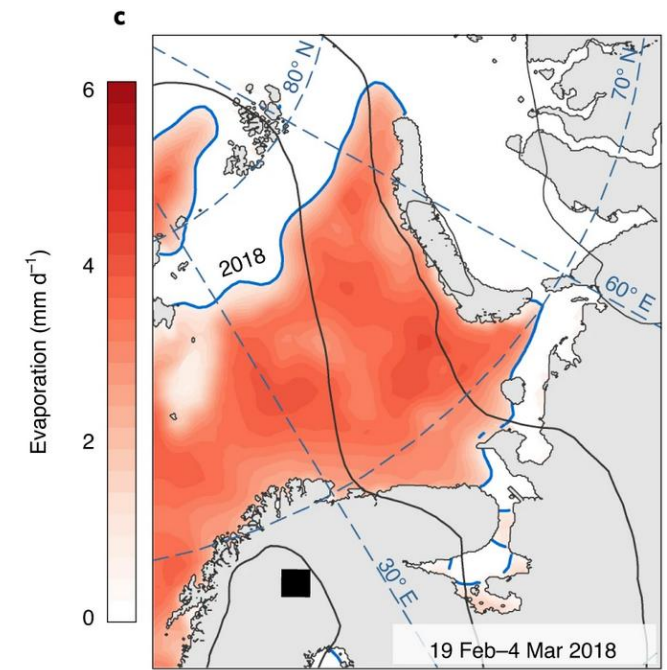 c
6
4
2
0
Evaporation (mm d⁻¹)
80° N
70° N
2018
60° E
30° E
19 Feb–4 Mar 2018